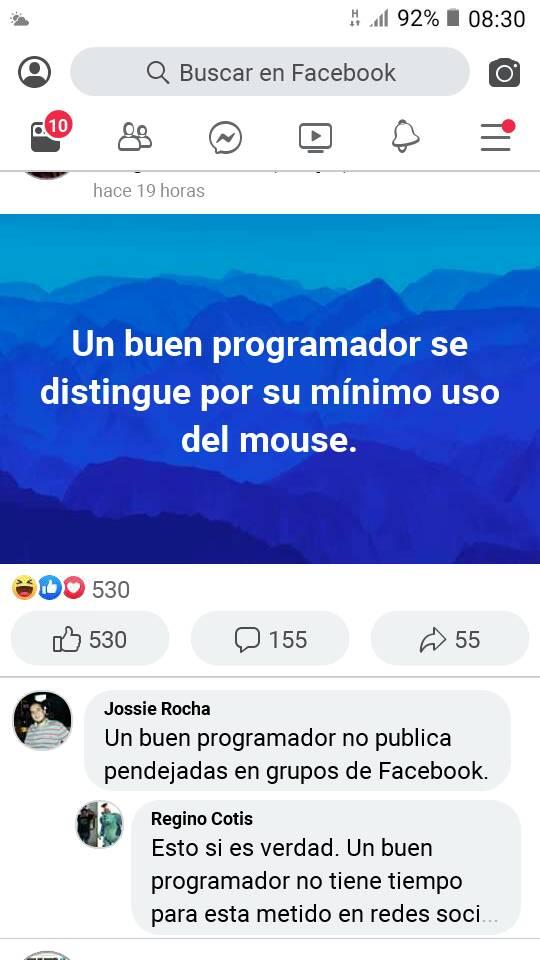 H 92% 08:30
Buscar en Facebook
10
hace 19 horas
Un buen programador se
distingue por su mínimo uso
del mouse.
530
530 155 55
Jossie Rocha
Un buen programador no publica
pendejadas en grupos de Facebook.
Regino Cotis
Esto si es verdad. Un buen
programador no tiene tiempo
para esta metido en redes soci...